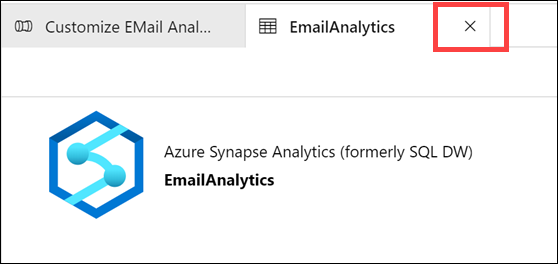 Customize EMail Anal...
EmailAnalytics
Azure Synapse Analytics (formerly SQL DW)
EmailAnalytics